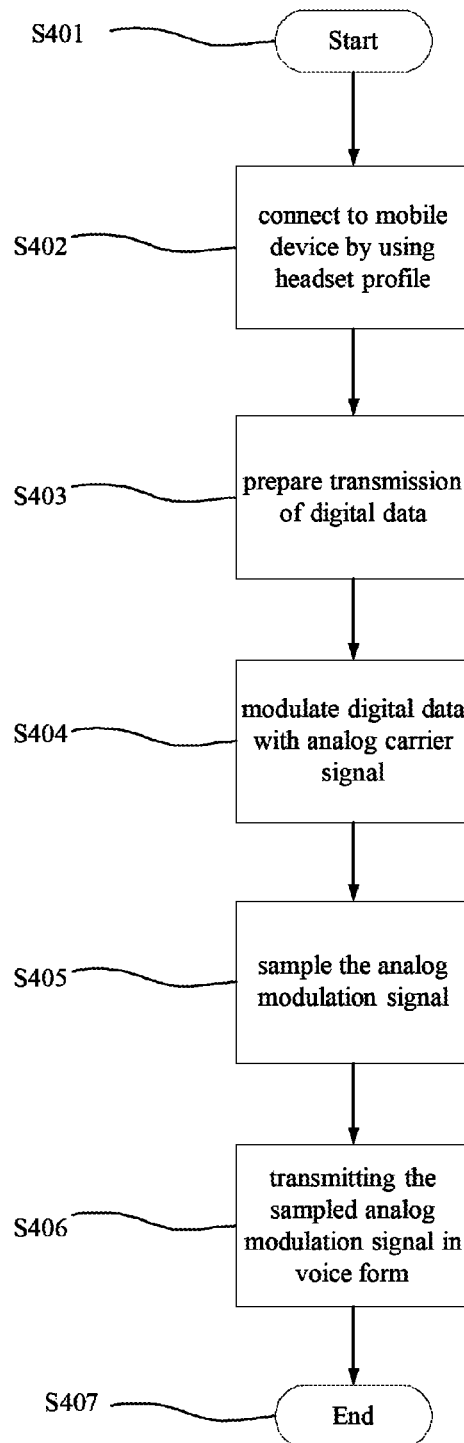 S401
Start
S402
connect to mobile
device by using
headset profile
S403
prepare transmission
of digital data
S404
modulate digital data
with analog carrier
signal
S405
sample the analog
modulation signal
S406
transmitting the
sampled analog
modulation signal in
voice form
S407
End